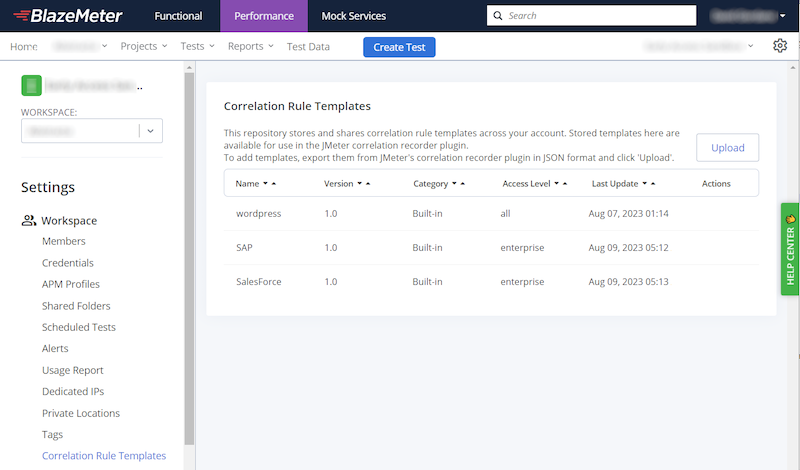 BlazeMeter Functional Performance Mock Services Search
Home Projects Tests Reports Test Data Create Test
..
WORKSPACE:
Settings
Workspace
Members
Credentials
APM Profiles
Shared Folders
Scheduled Tests
Alerts
Usage Report
Dedicated IPs
Private Locations
Tags
Correlation Rule Templates
Correlation Rule Templates
This repository stores and shares correlation rule templates across your account. Stored templates here are
available for use in the JMeter correlation recorder plugin.
To add templates, export them from JMeter's correlation recorder plugin in JSON format and click 'Upload'.
Upload
Name Version Category Access Level Last Update Actions
wordpress 1.0 Built-in all Aug 07, 2023 01:14
SAP 1.0 Built-in enterprise Aug 09, 2023 05:12
SalesForce 1.0 Built-in enterprise Aug 09, 2023 05:13
HELP CENTER